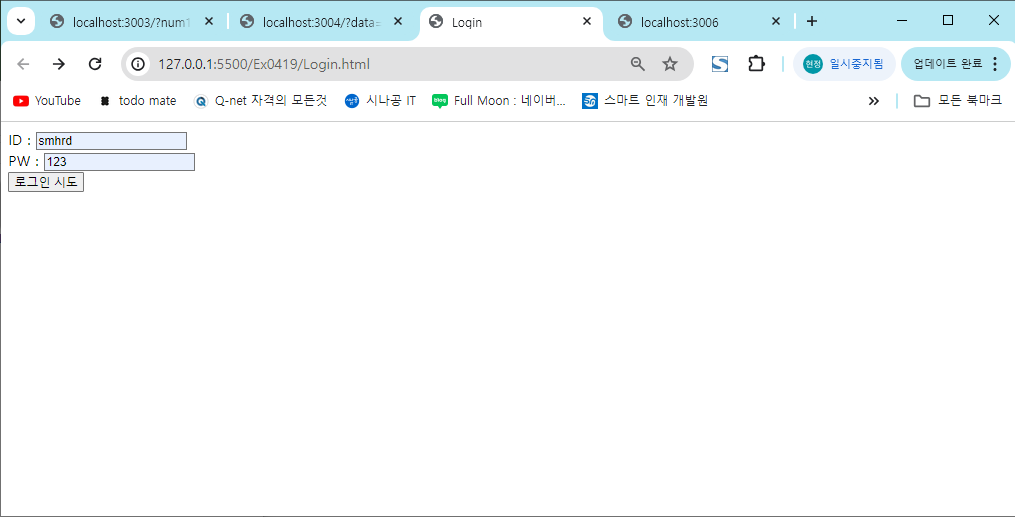 localhost:3003/?num1
localhost:3004/?data=
Login
localhost:3006
127.0.0.1:5500/Ex0419/Login.html
현정
일시중지됨
업데이트 완료
YouTube
todo mate
Q-net 자격의 모든것
시나공 IT
blog
Full Moon : 네이버...
스마트 인재 개발원
모든 북마크
ID : smhrd
PW : 123
로그인 시도